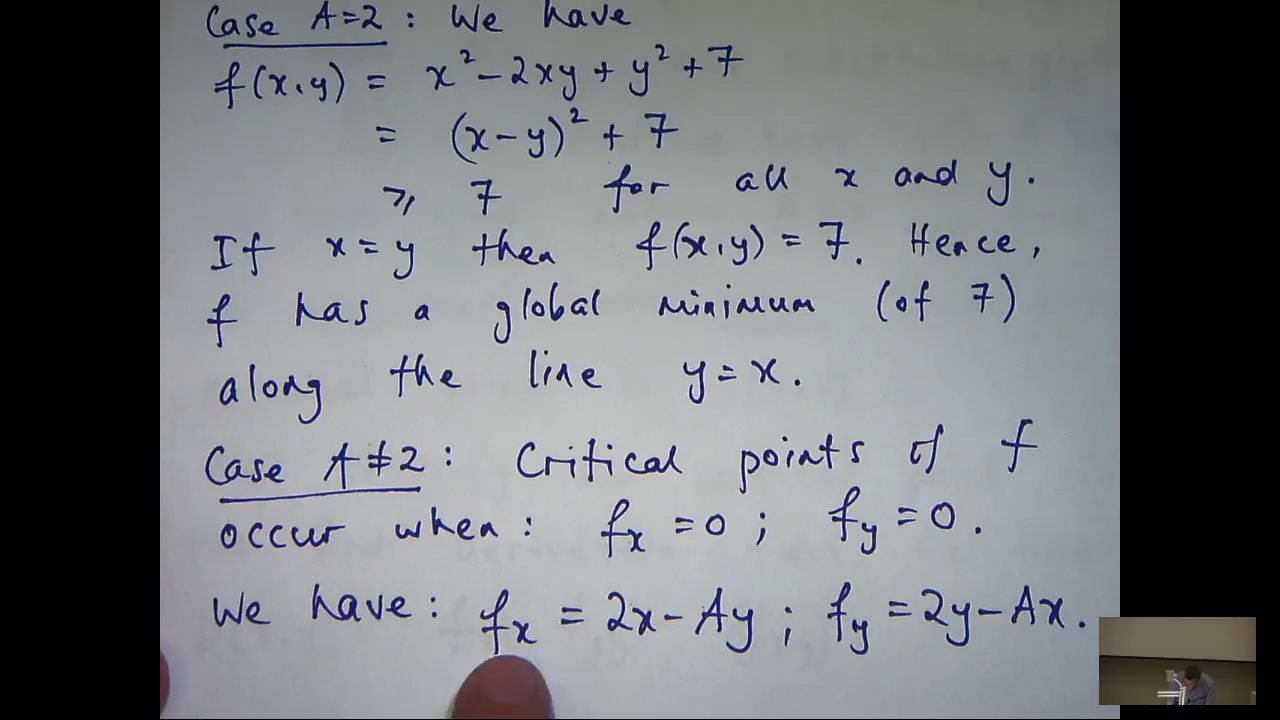 Case A=2 : We have
f(x,y) = x² - 2xy + y² + 7
= (x-y)² + 7
⩾ 7 for all x and y.
If x=y then f(x,y) = 7. Hence,
f has a global minimum (of 7)
along the line y=x.
Case A≠2 : Critical points of f
occur when : fₓ = 0 ; f_y = 0.
We have : fₓ = 2x - Ay ; f_y = 2y - Ax.